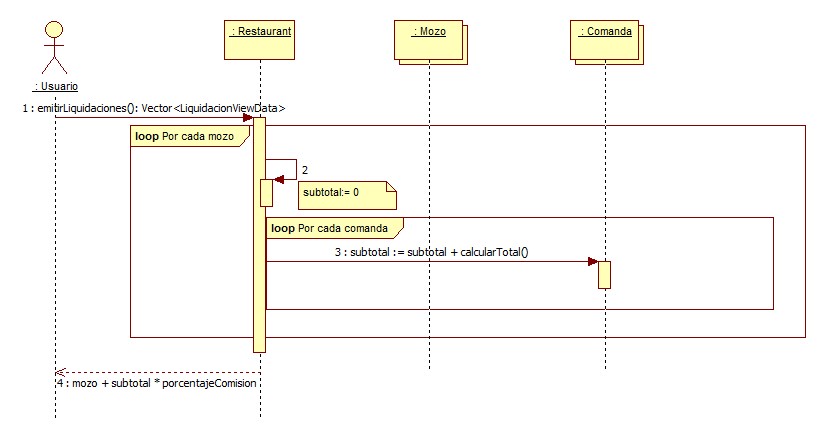 : Restaurant
: Mozo
: Comanda
: Usuario
1 : emitirLiquidaciones(): Vector<LiquidacionViewData>
loop Por cada mozo
2
subtotal:= 0
loop Por cada comanda
3 : subtotal := subtotal + calcularTotal()
4 : mozo + subtotal * porcentajeComision